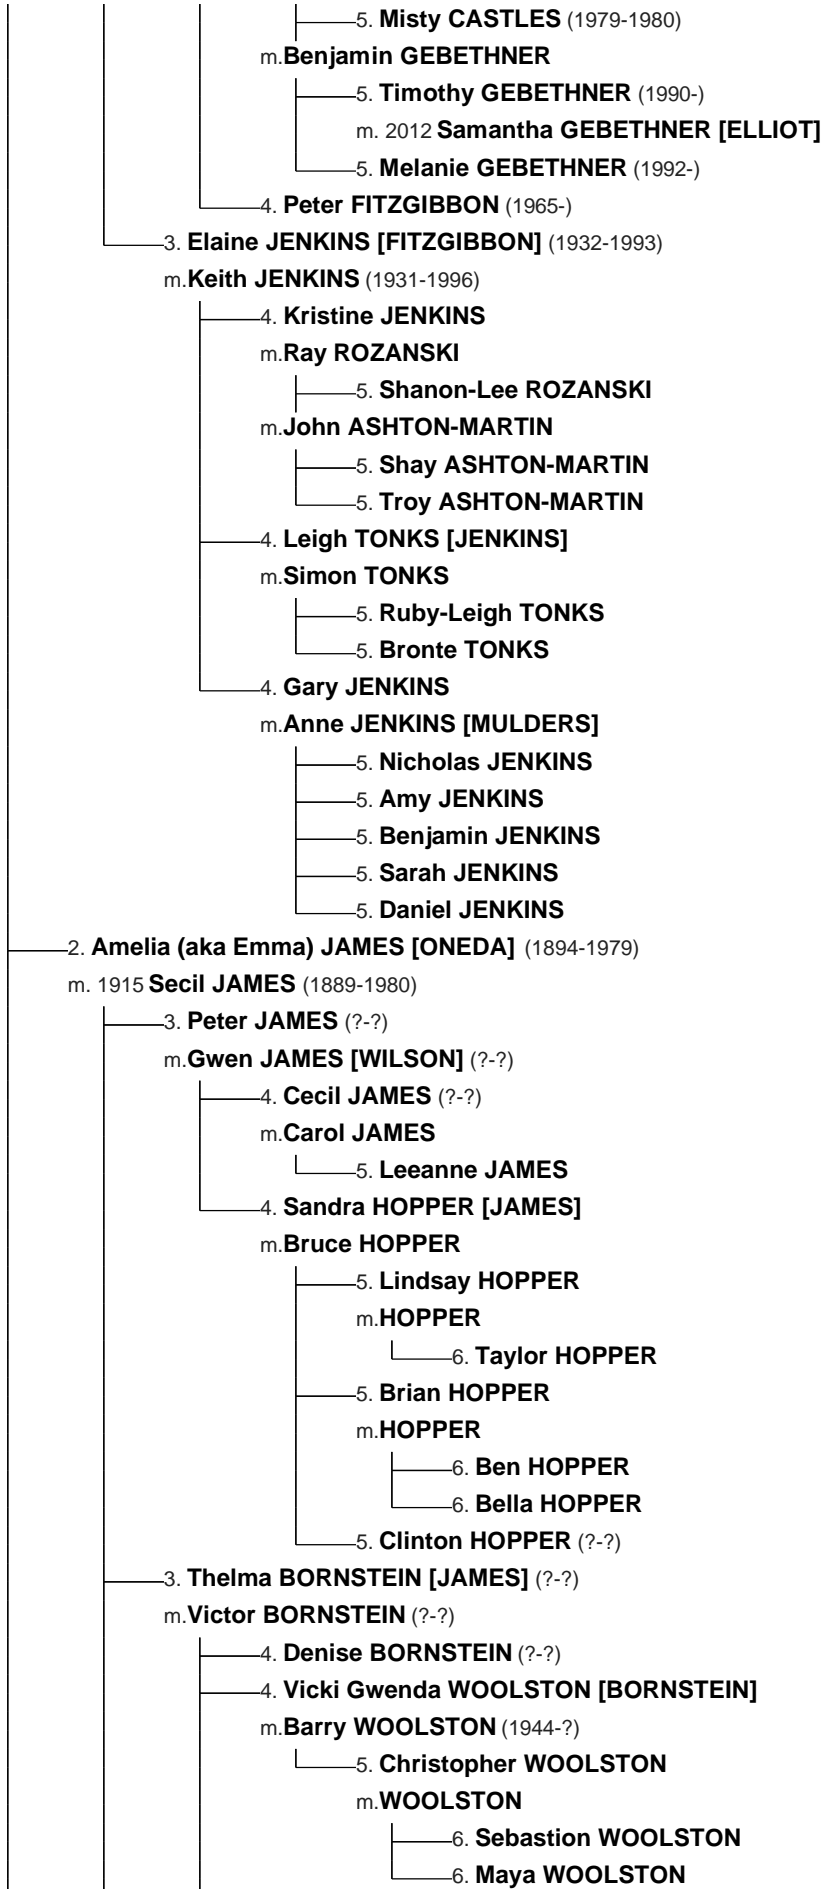 5. Misty CASTLES (1979-1980)
m.Benjamin GEBETHNER
5. Timothy GEBETHNER (1990-)
m. 2012 Samantha GEBETHNER [ELLIOT]
5. Melanie GEBETHNER (1992-)
4. Peter FITZGIBBON (1965-)
3. Elaine JENKINS [FITZGIBBON] (1932-1993)
m.Keith JENKINS (1931-1996)
4. Kristine JENKINS
m.Ray ROZANSKI
5. Shanon-Lee ROZANSKI
m.John ASHTON-MARTIN
5. Shay ASHTON-MARTIN
5. Troy ASHTON-MARTIN
4. Leigh TONKS [JENKINS]
m.Simon TONKS
5. Ruby-Leigh TONKS
5. Bronte TONKS
4. Gary JENKINS
m.Anne JENKINS [MULDERS]
5. Nicholas JENKINS
5. Amy JENKINS
5. Benjamin JENKINS
5. Sarah JENKINS
5. Daniel JENKINS
2. Amelia (aka Emma) JAMES [ONEDA] (1894-1979)
m. 1915 Secil JAMES (1889-1980)
3. Peter JAMES (?-?)
m.Gwen JAMES [WILSON] (?-?)
4. Cecil JAMES (?-?)
m.Carol JAMES
5. Leeanne JAMES
4. Sandra HOPPER [JAMES]
m.Bruce HOPPER
5. Lindsay HOPPER
m.HOPPER
6. Taylor HOPPER
5. Brian HOPPER
m.HOPPER
6. Ben HOPPER
6. Bella HOPPER
5. Clinton HOPPER (?-?)
3. Thelma BORNSTEIN [JAMES] (?-?)
m.Victor BORNSTEIN (?-?)
4. Denise BORNSTEIN (?-?)
4. Vicki Gwenda WOOLSTON [BORNSTEIN]
m.Barry WOOLSTON (1944-?)
5. Christopher WOOLSTON
m.WOOLSTON
6. Sebastion WOOLSTON
6. Maya WOOLSTON